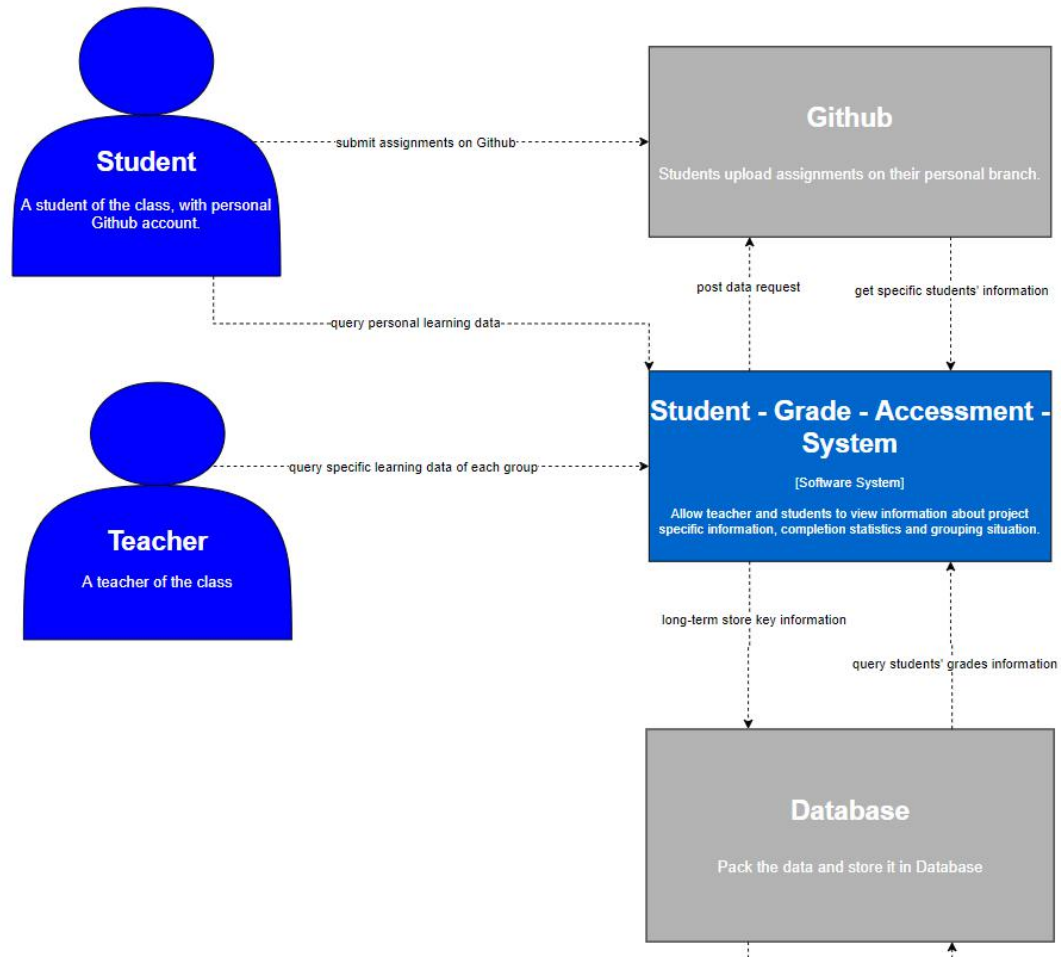 Student
A student of the class, with personal
Github account.
submit assignments on Github
Github
Students upload assignments on their personal branch.
post data request
get specific students' information
query personal learning data
Student - Grade - Accessment -
System
[Software System]
Allow teacher and students to view information about project
specific information, completion statistics and grouping situation.
query specific learning data of each group
Teacher
A teacher of the class
long-term store key information
query students' grades information
Database
Pack the data and store it in Database